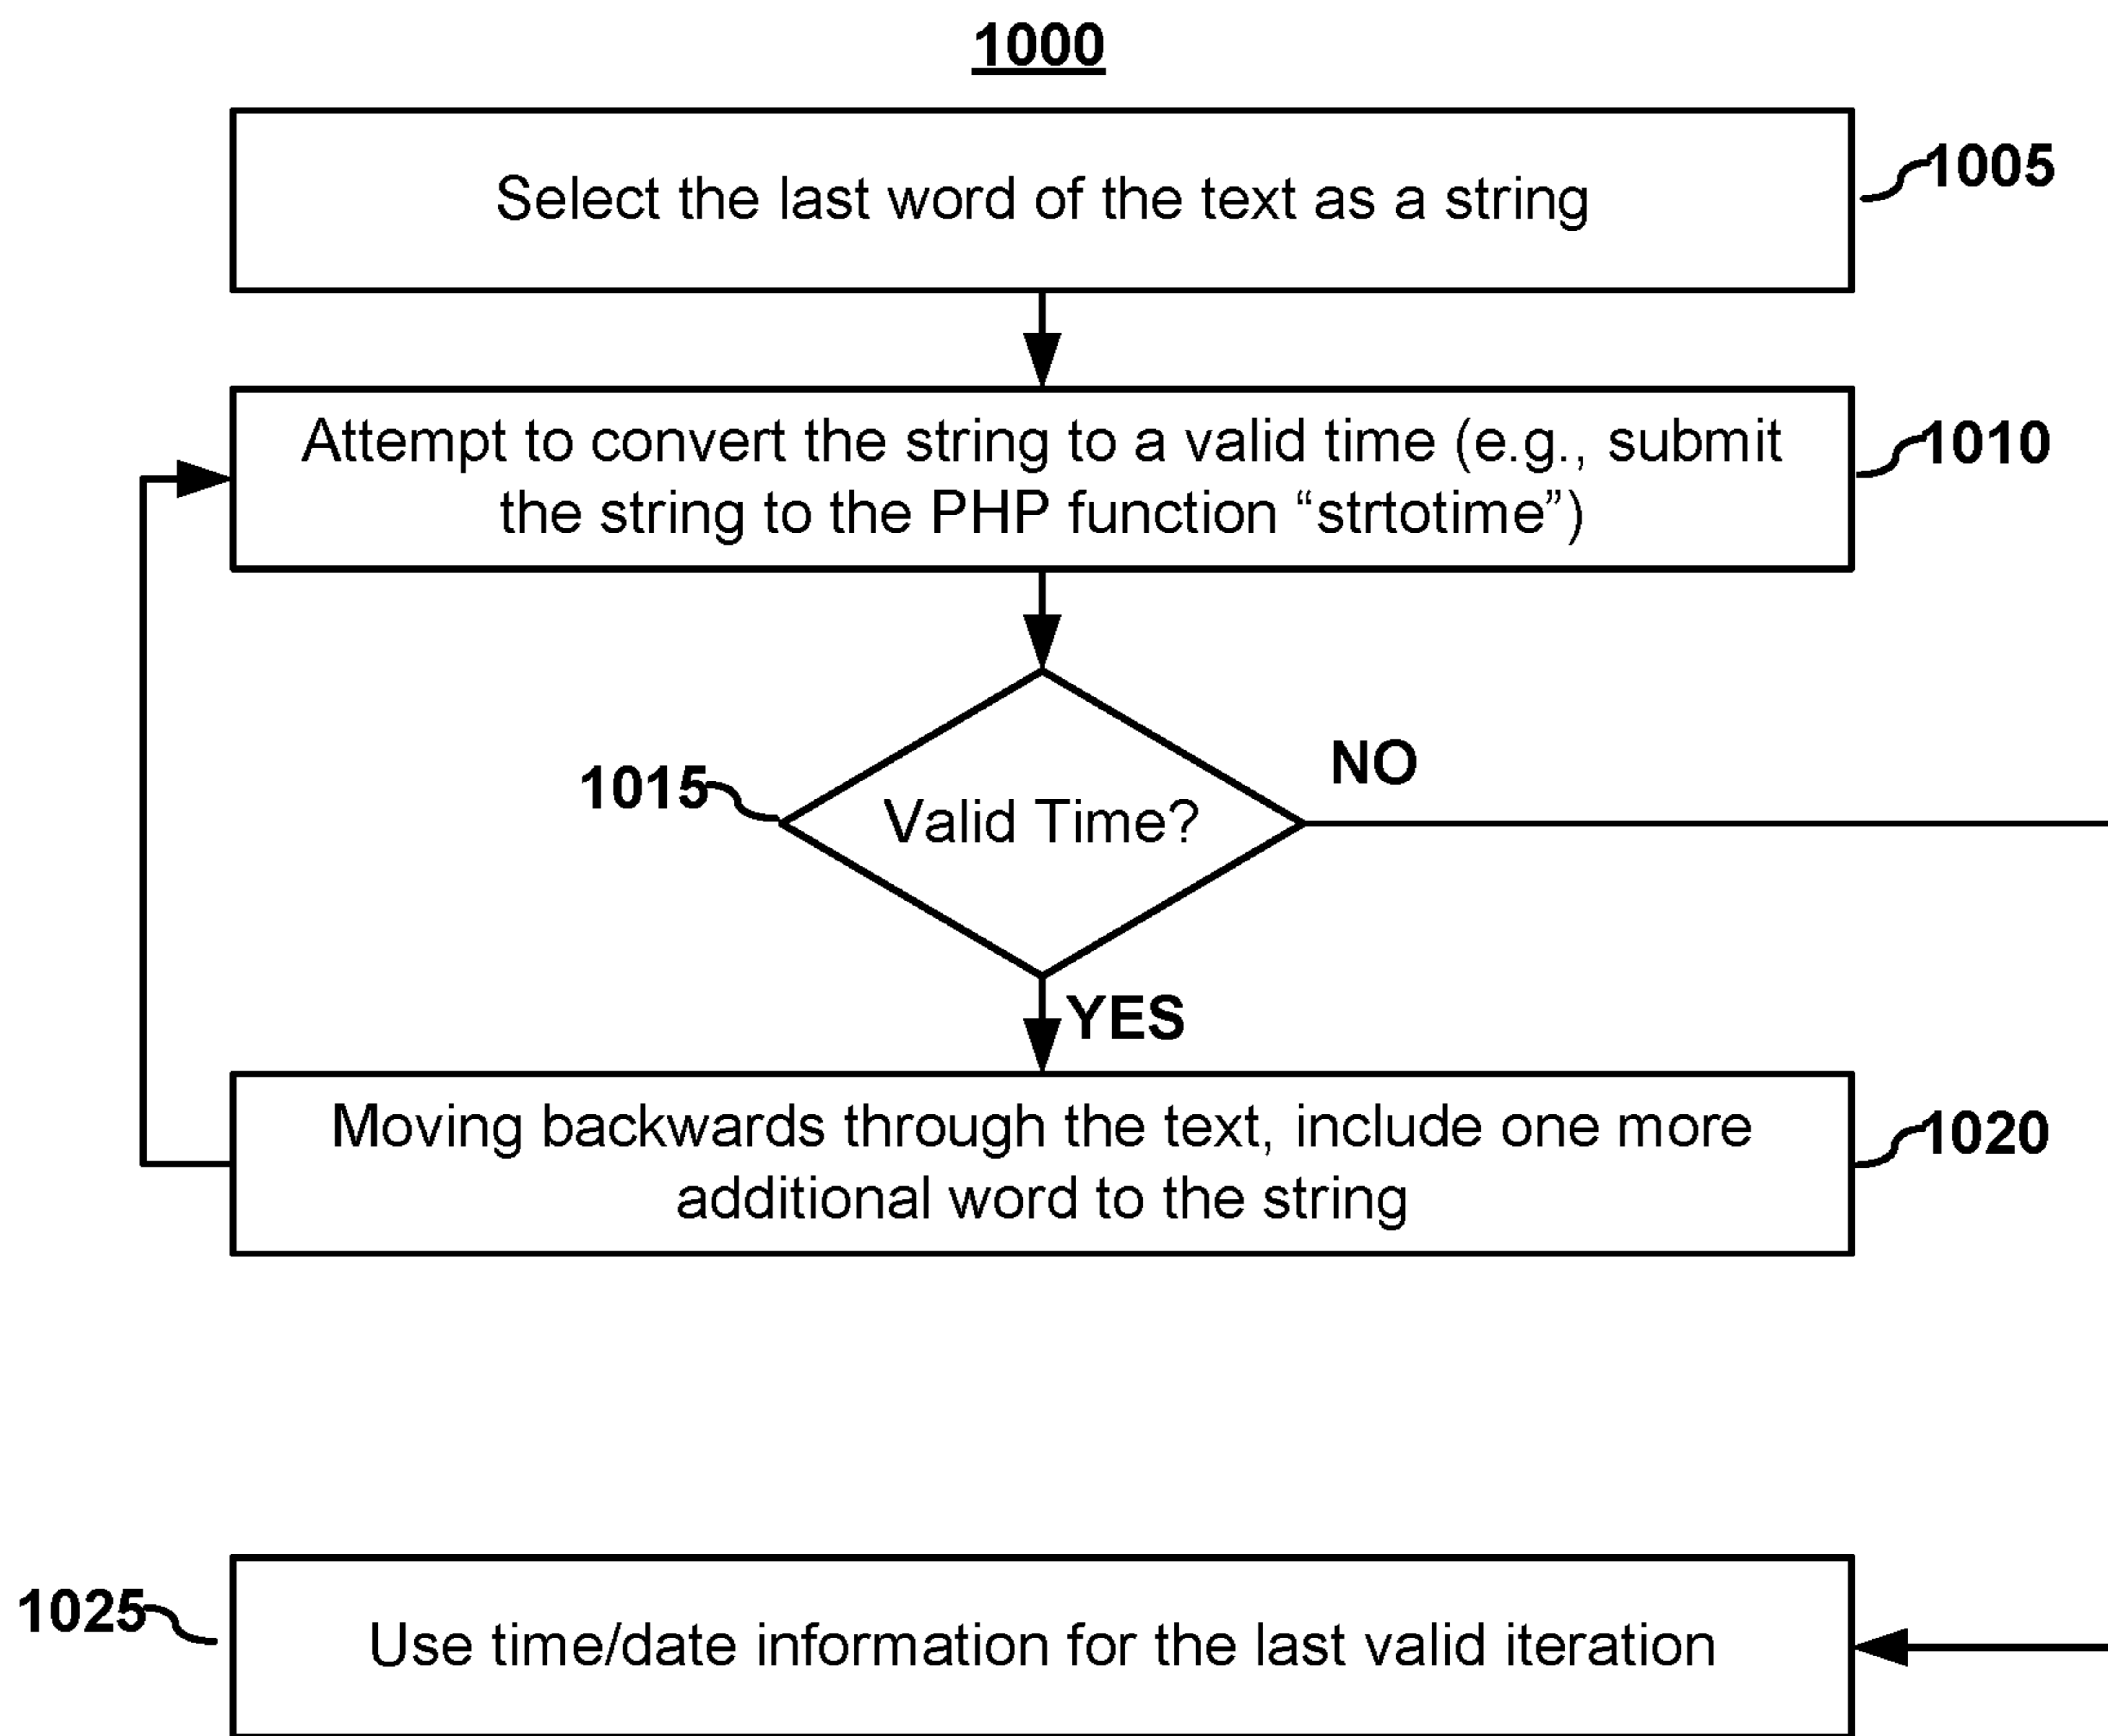 1000
Select the last word of the text as a string
1005
Attempt to convert the string to a valid time (e.g., submit
the string to the PHP function “strtotime”)
1010
1015
Valid Time?
NO
YES
Moving backwards through the text, include one more
additional word to the string
1020
1025
Use time/date information for the last valid iteration